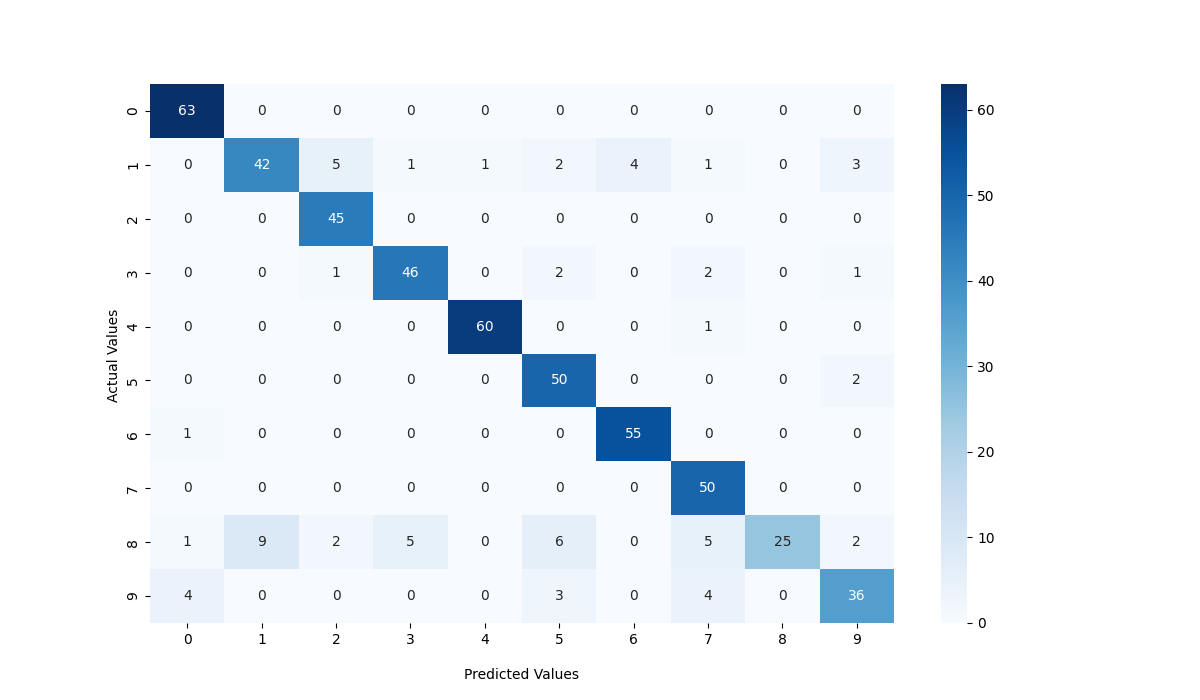 0 63 0 0 0 0 0 0 0 0 0 60
1 0 42 5 1 1 2 4 1 0 3
50
2 0 0 45 0 0 0 0 0 0 0
3 0 0 1 46 0 2 0 2 0 1 40
4 0 0 0 0 60 0 0 1 0 0
30
5 0 0 0 0 0 50 0 0 0 2
6 1 0 0 0 0 0 55 0 0 0
20
7 0 0 0 0 0 0 0 50 0 0
8 1 9 2 5 0 6 0 5 25 2 10
9 4 0 0 0 0 3 0 4 0 36
0
Actual Values
0 1 2 3 4 5 6 7 8 9
Predicted Values